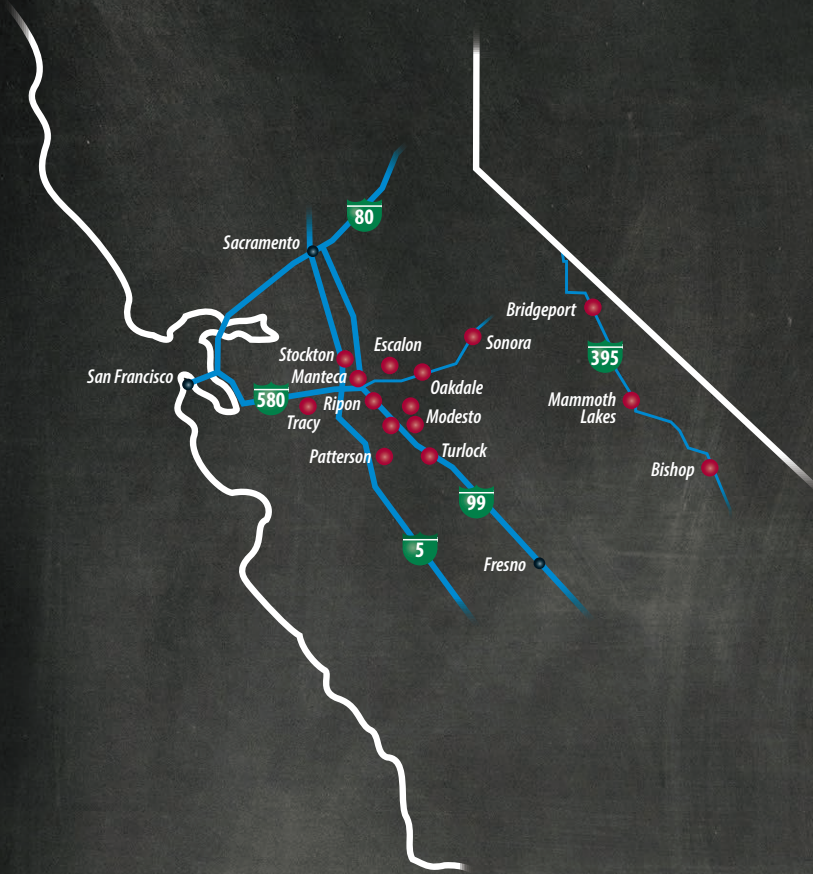 80
Sacramento
Bridgeport
Escalon
Sonora
Stockton
395
San Francisco
Manteca
Oakdale
580
Ripon
Mammoth
Lakes
Tracy
Modesto
Patterson
Turlock
Bishop
99
5
Fresno